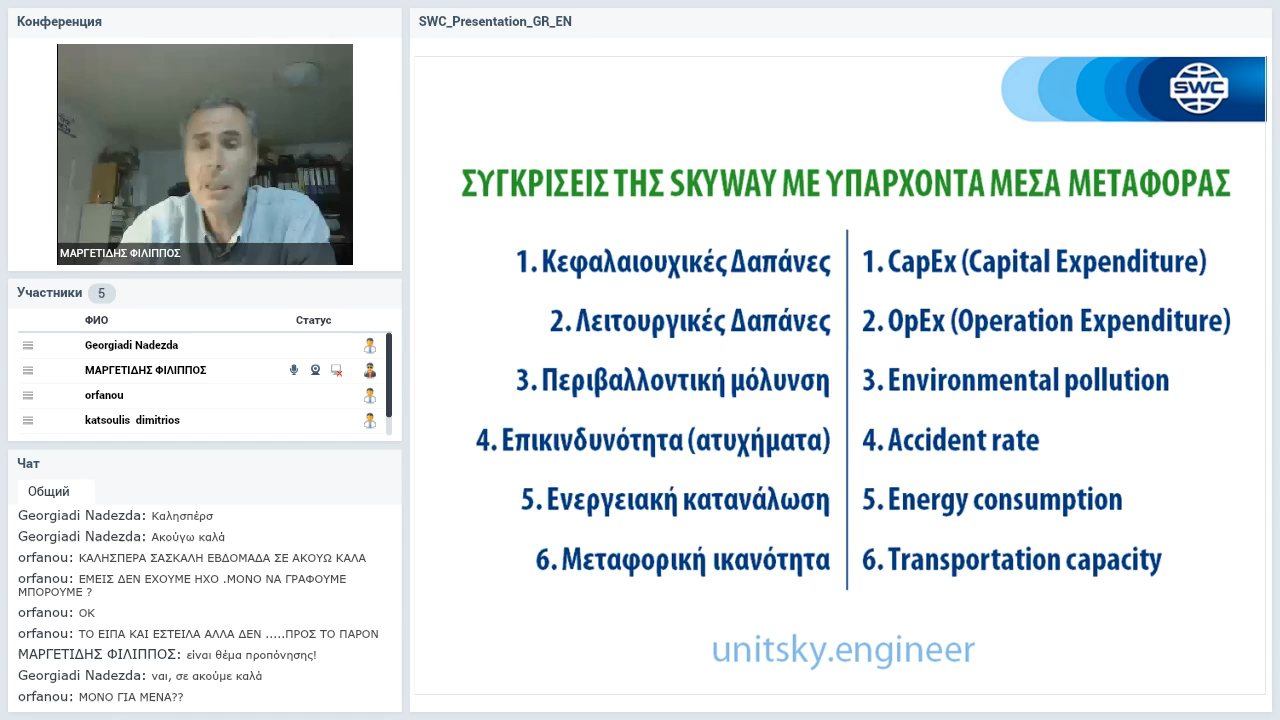 Конференция
ΜΑΡΓΕΤΙΔΗΣ ΦΙΛΙΠΠΟΣ
Участники 5
ФИО Статус
Georgiadi Nadezda
ΜΑΡΓΕΤΙΔΗΣ ΦΙΛΙΠΠΟΣ
orfanou
katsoulis dimitrios
Чат
Общий
Georgiadi Nadezda: Καλησπέρσ
Georgiadi Nadezda: Ακούγω καλά
orfanou: ΚΑΛΗΣΠΕΡΑ ΣΑΣΚΑΛΗ ΕΒΔΟΜΑΔΑ ΣΕ ΑΚΟΥΩ ΚΑΛΑ
orfanou: ΕΜΕΙΣ ΔΕΝ ΕΧΟΥΜΕ ΗΧΟ .ΜΟΝΟ ΝΑ ΓΡΑΦΟΥΜΕ
ΜΠΟΡΟΥΜΕ ?
orfanou: ΟΚ
orfanou: ΤΟ ΕΙΠΑ ΚΑΙ ΕΣΤΕΙΛΑ ΑΛΛΑ ΔΕΝ .....ΠΡΟΣ ΤΟ ΠΑΡΟΝ
ΜΑΡΓΕΤΙΔΗΣ ΦΙΛΙΠΠΟΣ: είναι θέμα προπόνησης!
Georgiadi Nadezda: ναι, σε ακούμε καλά
orfanou: ΜΟΝΟ ΓΙΑ ΜΕΝΑ??
SWC_Presentation_GR_EN
SWC
ΣΥΓΚΡΙΣΕΙΣ ΤΗΣ SKYWAY ΜΕ ΥΠΑΡΧΟΝΤΑ ΜΕΣΑ ΜΕΤΑΦΟΡΑΣ
1. Κεφαλαιουχικές Δαπάνες
2. Λειτουργικές Δαπάνες
3. Περιβαλλοντική μόλυνση
4. Επικινδυνότητα (ατυχήματα)
5. Ενεργειακή κατανάλωση
6. Μεταφορική ικανότητα
1. CapEx (Capital Expenditure)
2. OpEx (Operation Expenditure)
3. Environmental pollution
4. Accident rate
5. Energy consumption
6. Transportation capacity
unitsky.engineer